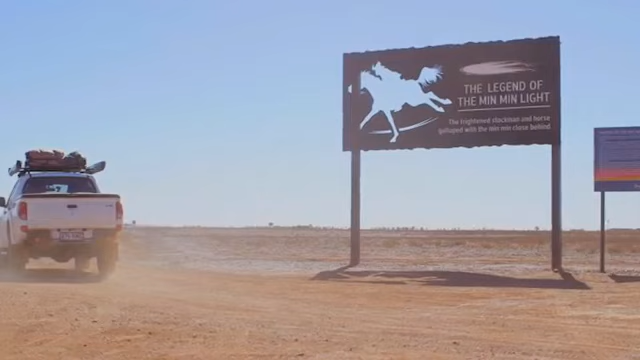 THE LEGEND OF
THE MIN MIN LIGHT
The frightened stockman and horse
galloped with the min min close behind